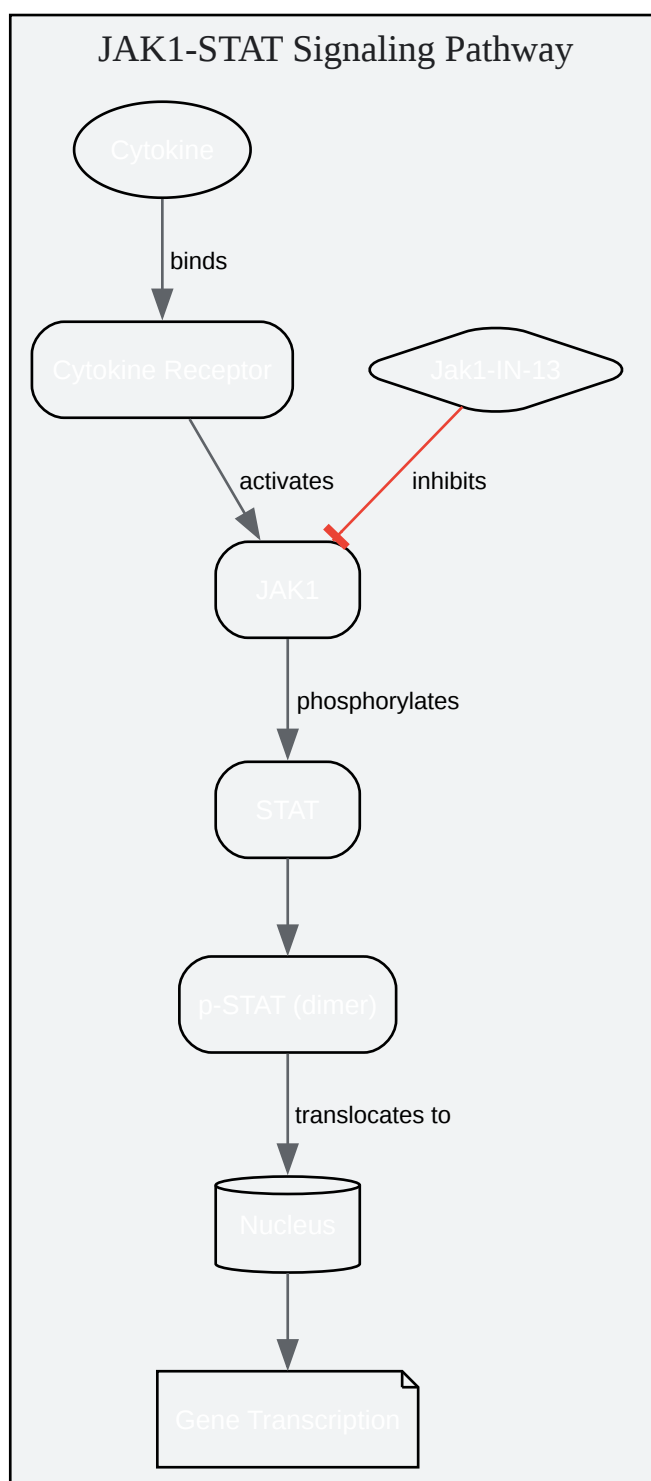 JAK1-STAT Signaling Pathway
Cytokine
binds
Cytokine Receptor
Jak1-IN-13
activates
inhibits
JAK1
phosphorylates
STAT
p-STAT (dimer)
translocates to
Nucleus
Gene Transcription